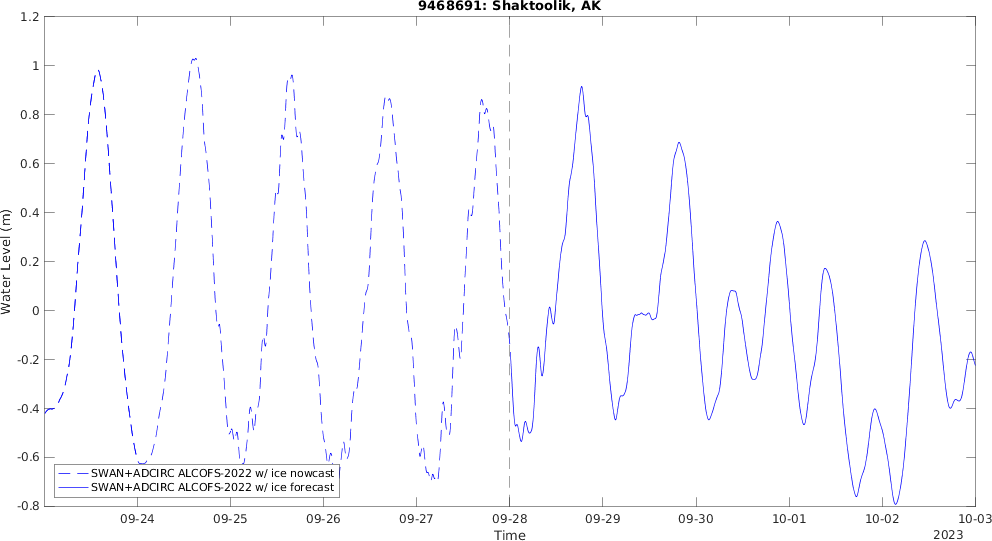 9468691: Shaktoolik, AK
1.2
1
0.8
0.6
0.4
0.2
0
-0.2
-0.4
-0.6
-0.8
Water Level (m)
SWAN+ADCIRC ALCOFS-2022 w/ ice nowcast
SWAN+ADCIRC ALCOFS-2022 w/ ice forecast
09-24 09-25 09-26 09-27 09-28 09-29 09-30 10-01 10-02 10-03
Time
2023